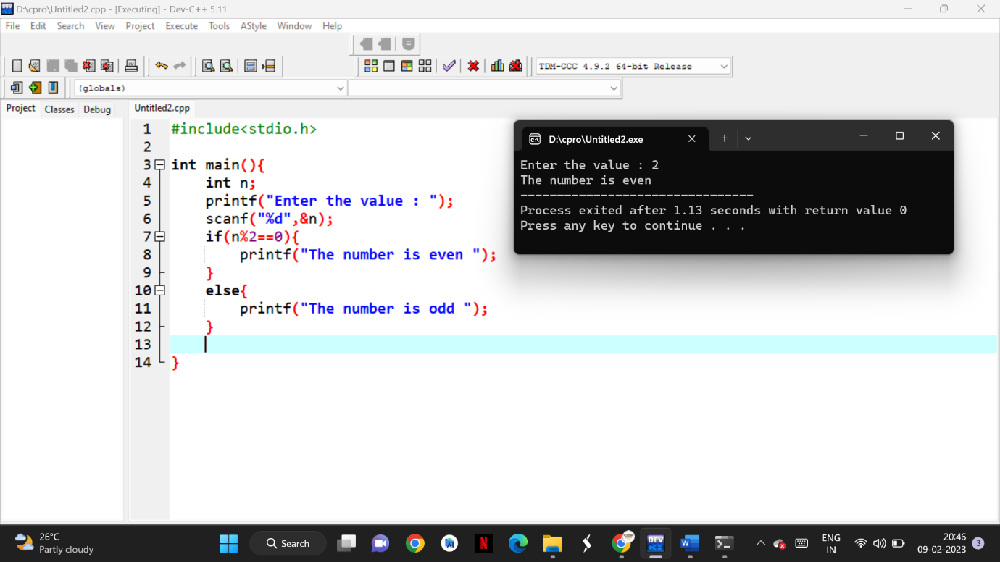 D:\cpro\Untitled2.cpp - [Executing] - Dev-C++ 5.11
File Edit Search View Project Execute Tools AStyle Window Help
TDM-GCC 4.9.2 64-bit Release
(globals)
Project Classes Debug
Untitled2.cpp
1 #include<stdio.h>
2
3 int main(){
4 int n;
5 printf("Enter the value : ");
6 scanf("%d",&n);
7 if(n%2==0){
8 printf("The number is even ");
9 }
10 else{
11 printf("The number is odd ");
12 }
13
14 }
D:\cpro\Untitled2.exe
Enter the value : 2
The number is even
--------------------------------
Process exited after 1.13 seconds with return value 0
Press any key to continue . . .
26°C
Partly cloudy
Search
N
DEV
W
ENG
IN
20:46
09-02-2023
3